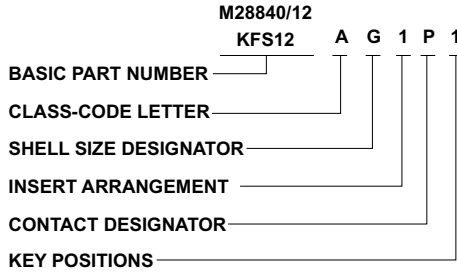 M28840/12
KFS12 A G 1 P 1
BASIC PART NUMBER
CLASS-CODE LETTER
SHELL SIZE DESIGNATOR
INSERT ARRANGEMENT
CONTACT DESIGNATOR
KEY POSITIONS